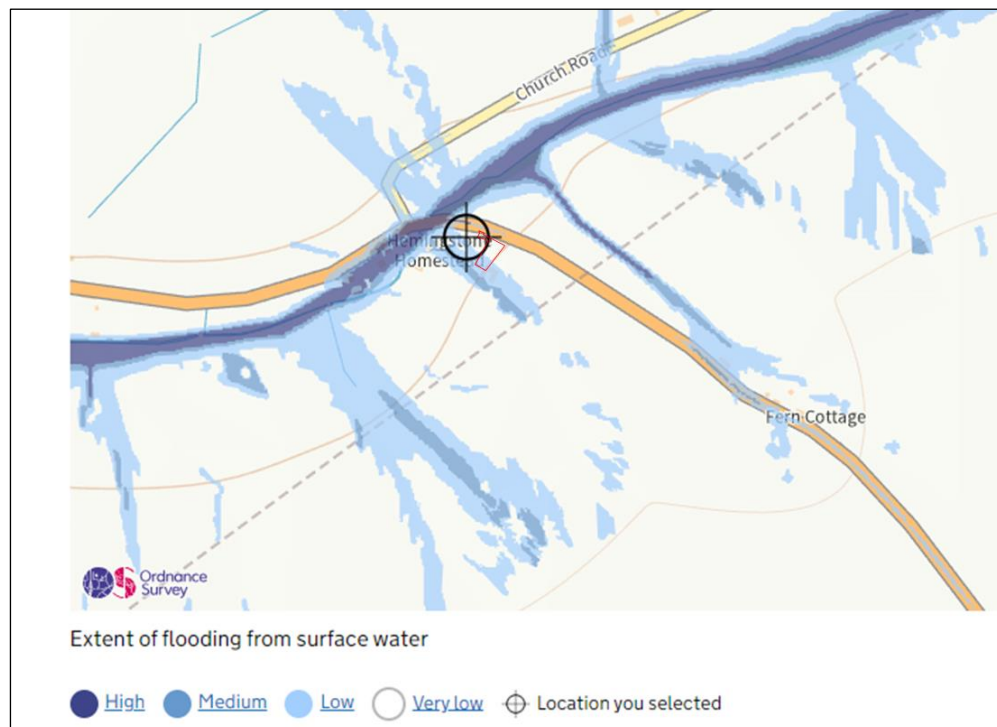 Church Road
Hemingstone
Homestead
Fern Cottage
Ordnance
Survey
Extent of flooding from surface water
High Medium Low Very low Location you selected